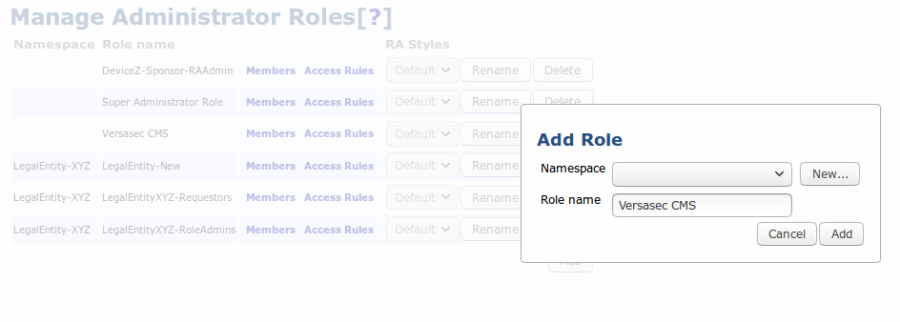 Manage Administrator Roles[?]
Namespace Role name RA Styles
DeviceZ-Sponsor-RAAdmin Members Access Rules Default Rename Delete
Super Administrator Role Members Access Rules Default Rename Delete
Versasec CMS Members Access Rules Default Rename
LegalEntity-XYZ LegalEntity-New Members Access Rules Default Rename
LegalEntity-XYZ LegalEntityXYZ-Requestors Members Access Rules Default Rename
LegalEntity-XYZ LegalEntityXYZ-RoleAdmins Members Access Rules Default Rename
Add
Add Role
Namespace New...
Role name Versasec CMS
Cancel Add